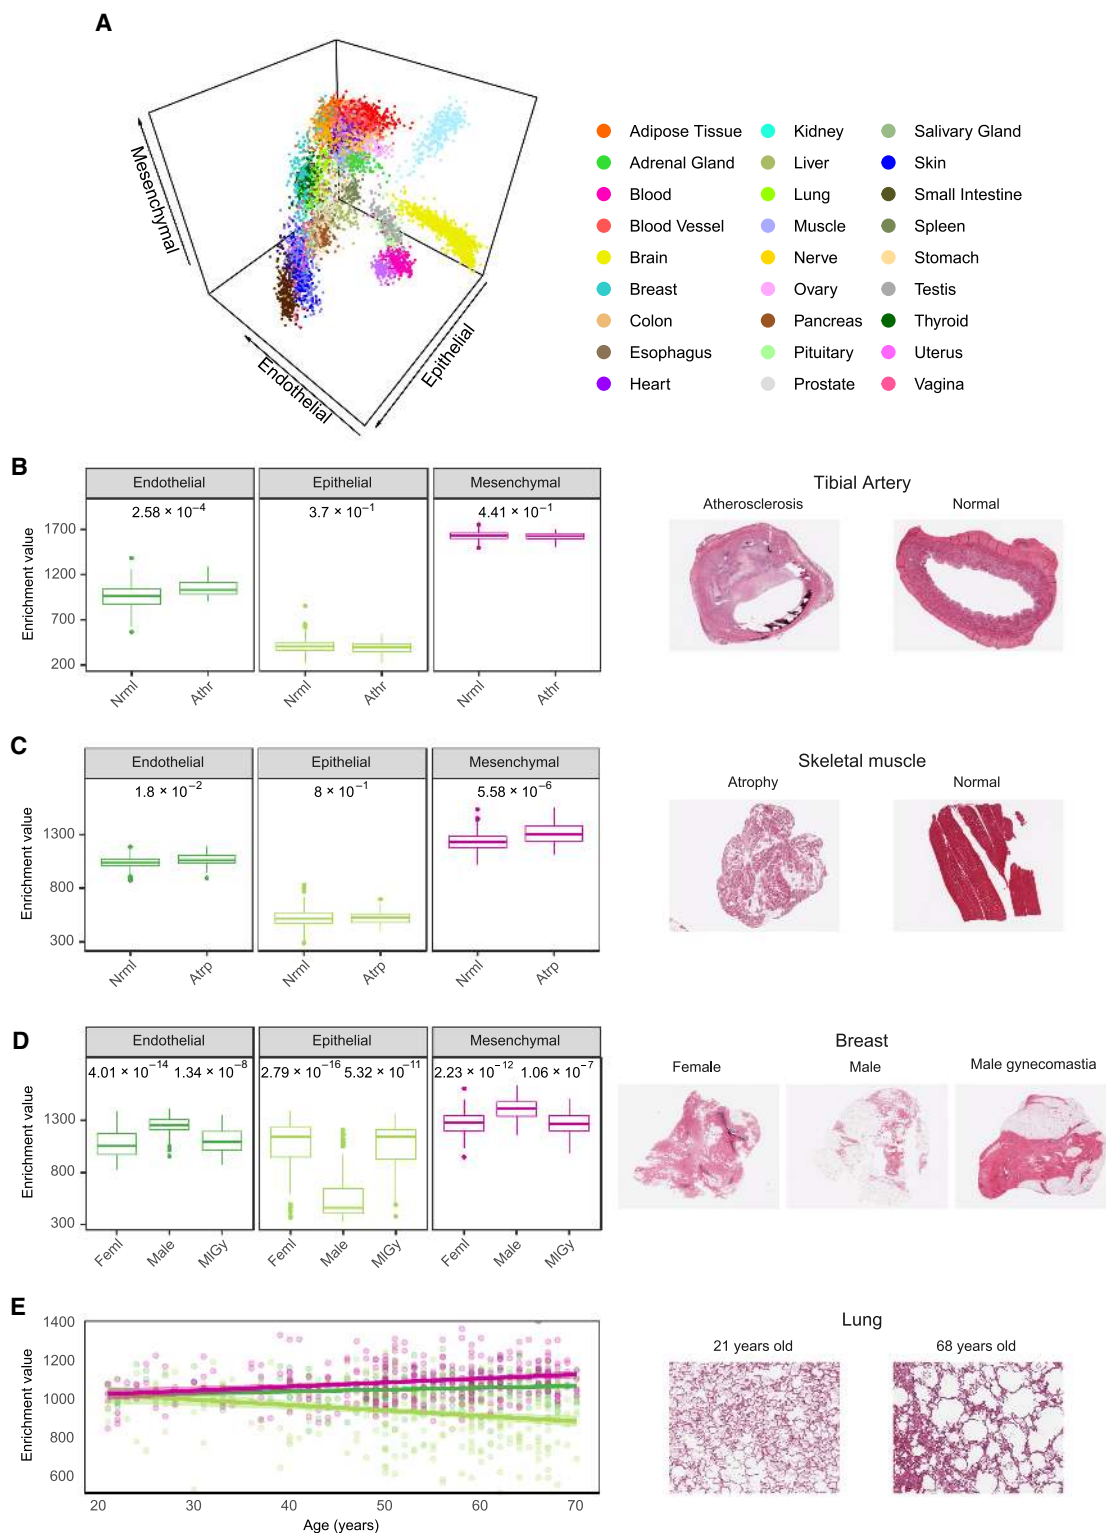 A
Mesenchymal
Endothelial
Epithelial
Adipose Tissue
Adrenal Gland
Blood
Blood Vessel
Brain
Breast
Colon
Esophagus
Heart
Kidney
Liver
Lung
Muscle
Nerve
Ovary
Pancreas
Pituitary
Prostate
Salivary Gland
Skin
Small Intestine
Spleen
Stomach
Testis
Thyroid
Uterus
Vagina
B
Endothelial
Epithelial
Mesenchymal
2.58 × 10⁻⁴
3.7 × 10⁻¹
4.41 × 10⁻¹
Enrichment value
1700
1200
700
200
Nrml
Athr
Nrml
Athr
Nrml
Athr
Tibial Artery
Atherosclerosis
Normal
C
Endothelial
Epithelial
Mesenchymal
1.8 × 10⁻²
8 × 10⁻¹
5.58 × 10⁻⁶
Enrichment value
1300
800
300
Nrml
Atrp
Nrml
Atrp
Nrml
Atrp
Skeletal muscle
Atrophy
Normal
D
Endothelial
Epithelial
Mesenchymal
4.01 × 10⁻¹⁴
1.34 × 10⁻⁸
2.79 × 10⁻¹⁶
5.32 × 10⁻¹¹
2.23 × 10⁻¹²
1.06 × 10⁻⁷
Enrichment value
1300
800
300
Feml
Male
MlGy
Feml
Male
MlGy
Feml
Male
MlGy
Breast
Female
Male
Male gynecomastia
E
Enrichment value
1400
1200
1000
800
600
20
30
40
50
60
70
Age (years)
Lung
21 years old
68 years old